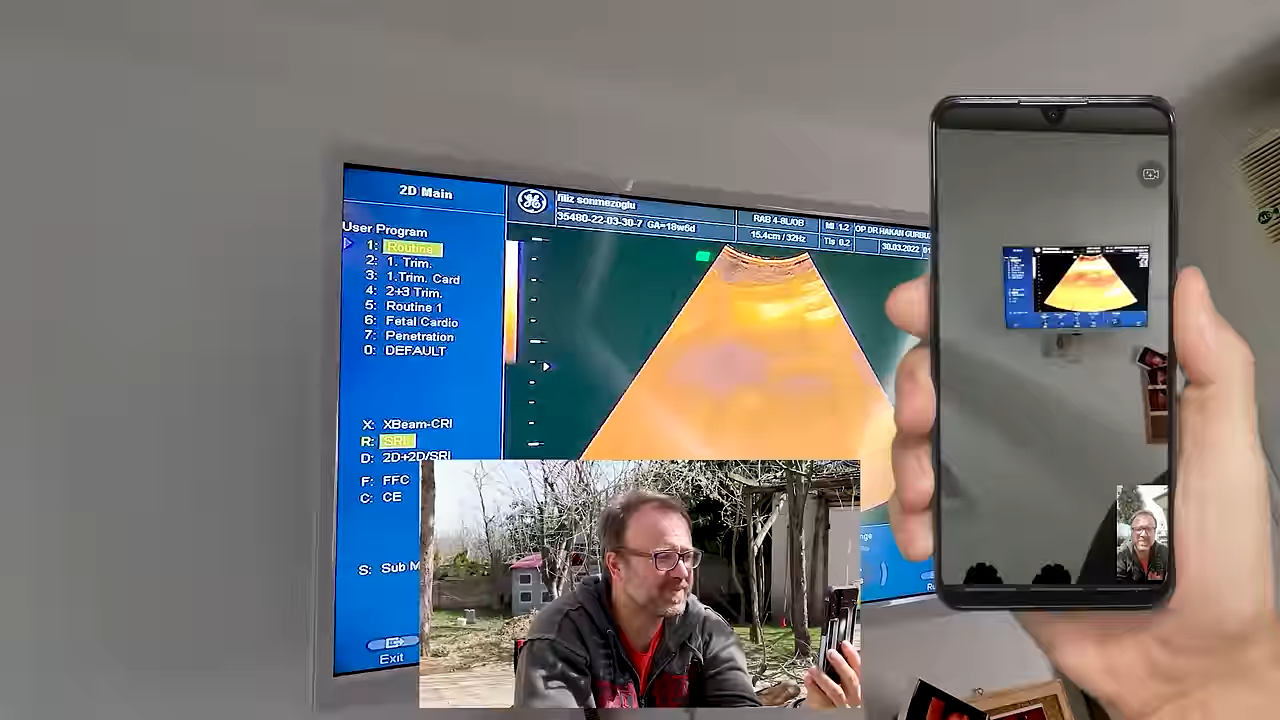 2D Main
User Program
1: Routine
2: 1. Trim.
3: 1.Trim. Card
4: 2+3 Trim.
5: Routine 1
6: Fetal Cardio
7: Penetration
0: DEFAULT
X: XBeam-CRI
R: SRI
D: 2D+2D/SRI
F: FFC
C: CE
S: Sub M
Exit
GE
filiz sonmezoglu
35480-22-03-30-7 GA=18w6d
RAB 4-8L/OB
15.4cm / 32Hz
MI 1.2
TIs 0.2
OP DR HAKAN GURBUZ
30.03.2022